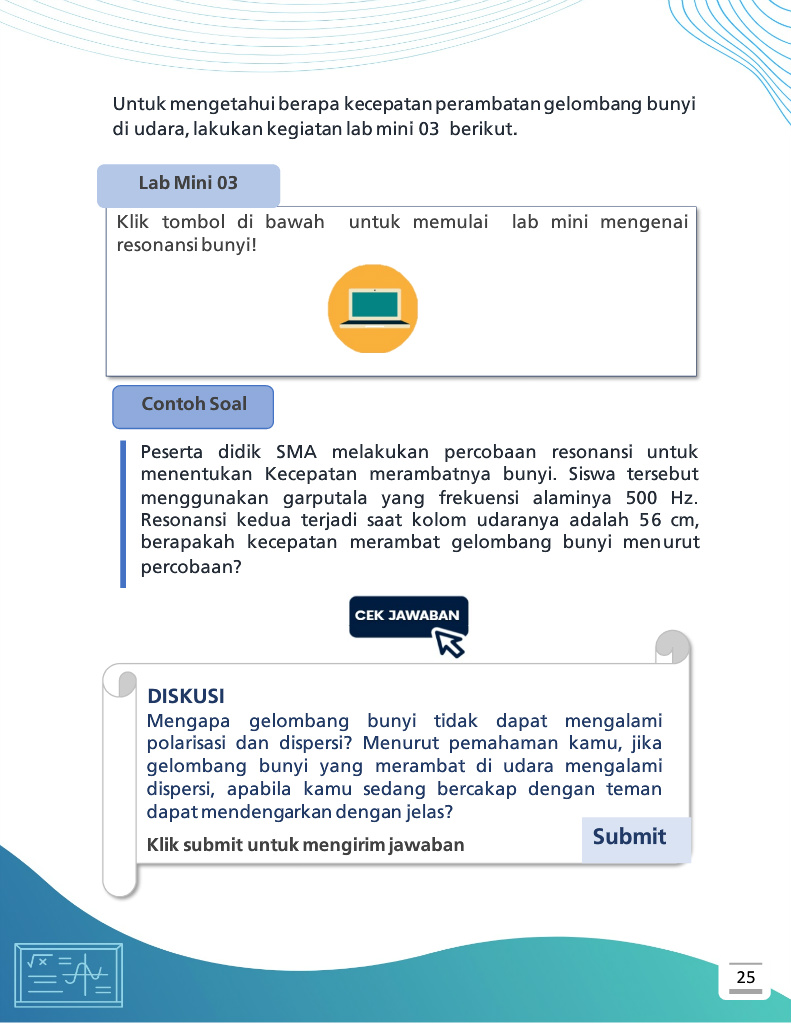 Untuk mengetahui berapa kecepatan perambatan gelombang bunyi
di udara, lakukan kegiatan lab mini 03 berikut.
Lab Mini 03
Klik tombol di bawah untuk memulai lab mini mengenai
resonansi bunyi!
Contoh Soal
Peserta didik SMA melakukan percobaan resonansi untuk
menentukan Kecepatan merambatnya bunyi. Siswa tersebut
menggunakan garputala yang frekuensi alaminya 500 Hz.
Resonansi kedua terjadi saat kolom udaranya adalah 56 cm,
berapakah kecepatan merambat gelombang bunyi menurut
percobaan?
CEK JAWABAN
DISKUSI
Mengapa gelombang bunyi tidak dapat mengalami
polarisasi dan dispersi? Menurut pemahaman kamu, jika
gelombang bunyi yang merambat di udara mengalami
dispersi, apabila kamu sedang bercakap dengan teman
dapat mendengarkan dengan jelas?
Klik submit untuk mengirim jawaban
Submit
√x
25